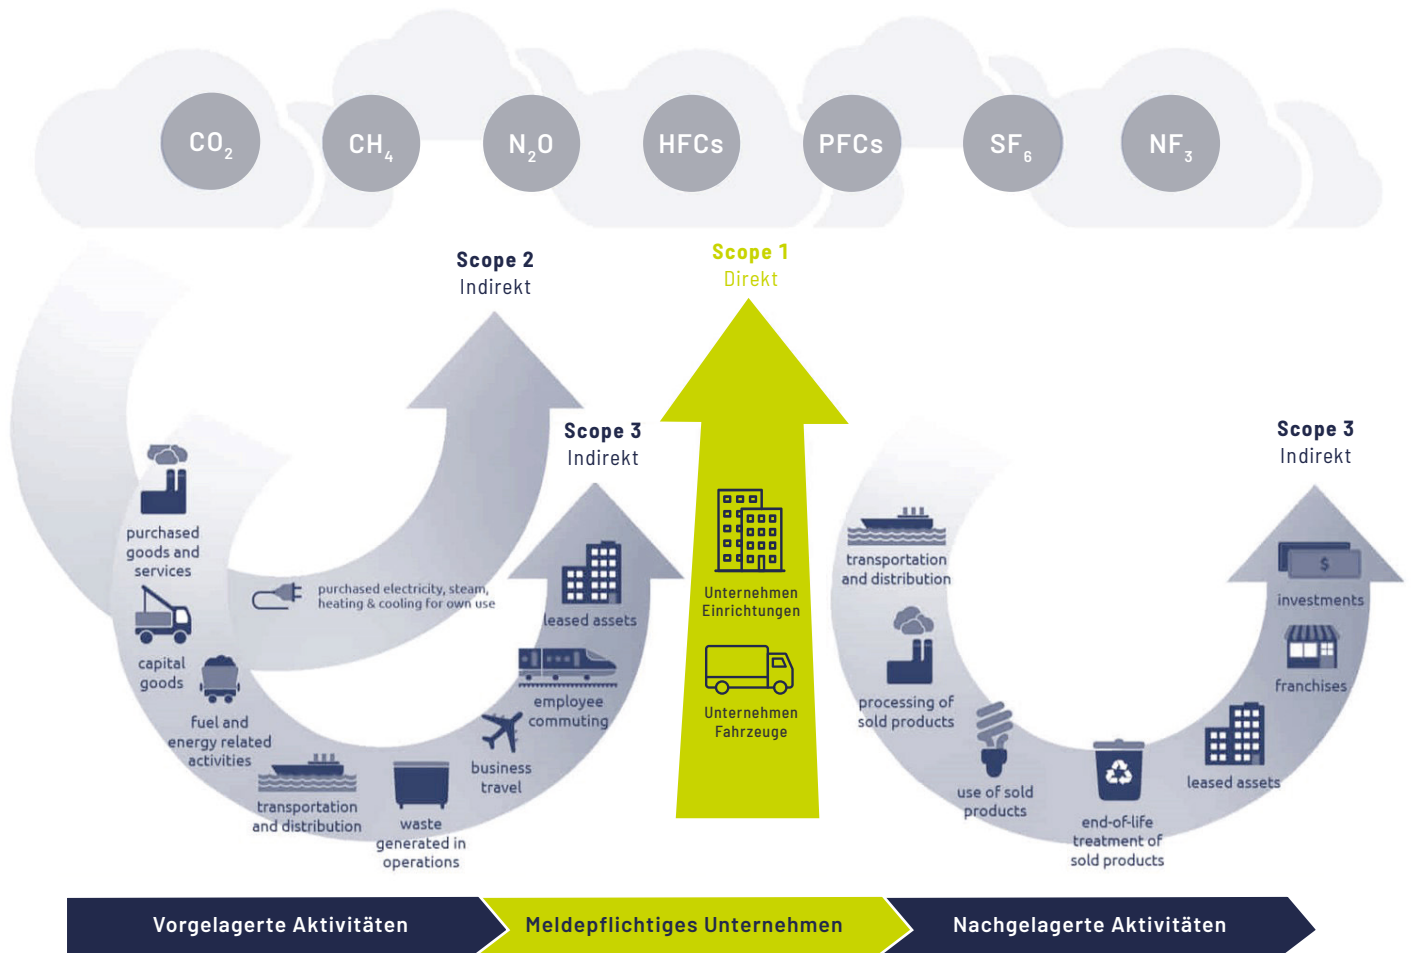 CO₂
CH₄
N₂O
HFCs
PFCs
SF₆
NF₃
Scope 2
Indirekt
Scope 1
Direkt
Scope 3
Indirekt
Scope 3
Indirekt
purchased
goods and
services
capital
goods
fuel and
energy related
activities
transportation
and distribution
waste
generated in
operations
business
travel
employee
commuting
leased assets
purchased electricity, steam,
heating & cooling for own use
Unternehmen
Einrichtungen
Unternehmen
Fahrzeuge
transportation
and distribution
processing of
sold products
use of sold
products
end-of-life
treatment of
sold products
leased assets
franchises
$
investments
Vorgelagerte Aktivitäten
Meldepflichtiges Unternehmen
Nachgelagerte Aktivitäten